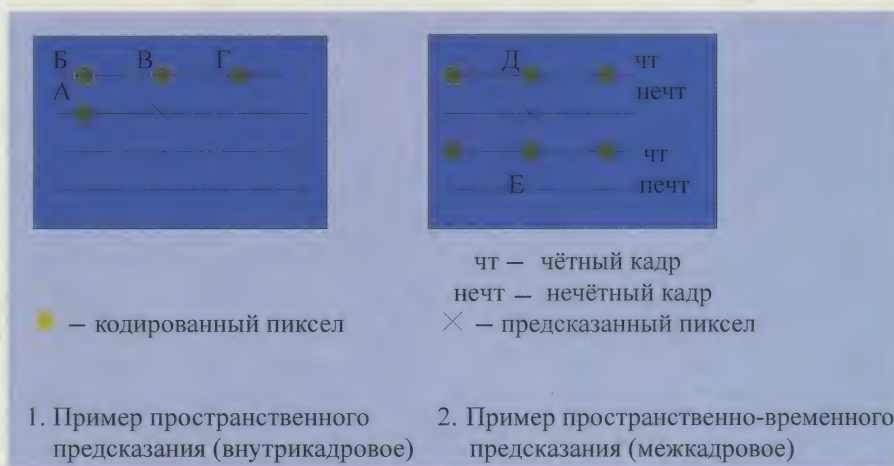 Б В Г
А
Д чт
нечт
чт
Е нечт
чт – чётный кадр
нечт – нечётный кадр
– кодированный пиксел
× – предсказанный пиксел
1. Пример пространственного
предсказания (внутрикадровое)
2. Пример пространственно-временного
предсказания (межкадровое)